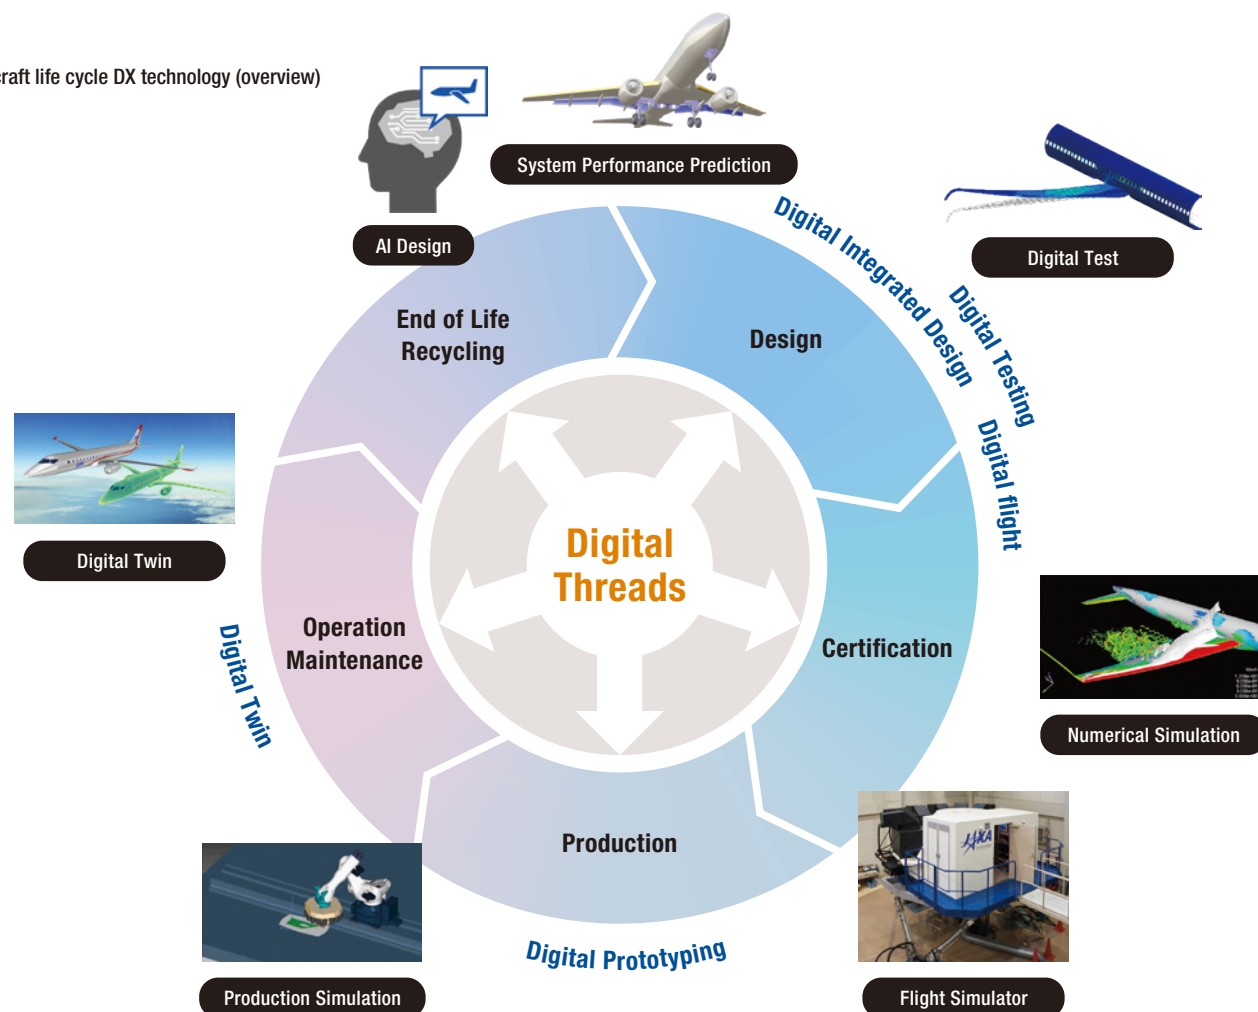 craft life cycle DX technology (overview)
System Performance Prediction
AI Design
Digital Test
Digital Integrated Design
Digital Testing
Digital flight
End of Life
Recycling
Design
Digital Twin
Digital
Threads
Operation
Maintenance
Certification
Digital Twin
Numerical Simulation
JAXA
Production
Digital Prototyping
Production Simulation
Flight Simulator